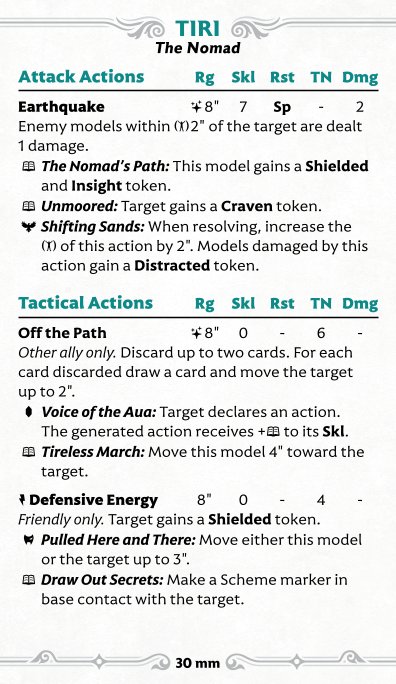 TIRI
The Nomad
Attack Actions Rg Skl Rst TN Dmg
Earthquake 8" 7 Sp - 2
Enemy models within 2" of the target are dealt
1 damage.
The Nomad's Path: This model gains a Shielded
and Insight token.
Unmoored: Target gains a Craven token.
Shifting Sands: When resolving, increase the
of this action by 2". Models damaged by this
action gain a Distracted token.
Tactical Actions Rg Skl Rst TN Dmg
Off the Path 8" 0 - 6 -
Other ally only. Discard up to two cards. For each
card discarded draw a card and move the target
up to 2".
Voice of the Aua: Target declares an action.
The generated action receives + to its Skl.
Tireless March: Move this model 4" toward the
target.
Defensive Energy 8" 0 - 4 -
Friendly only. Target gains a Shielded token.
Pulled Here and There: Move either this model
or the target up to 3".
Draw Out Secrets: Make a Scheme marker in
base contact with the target.
30 mm